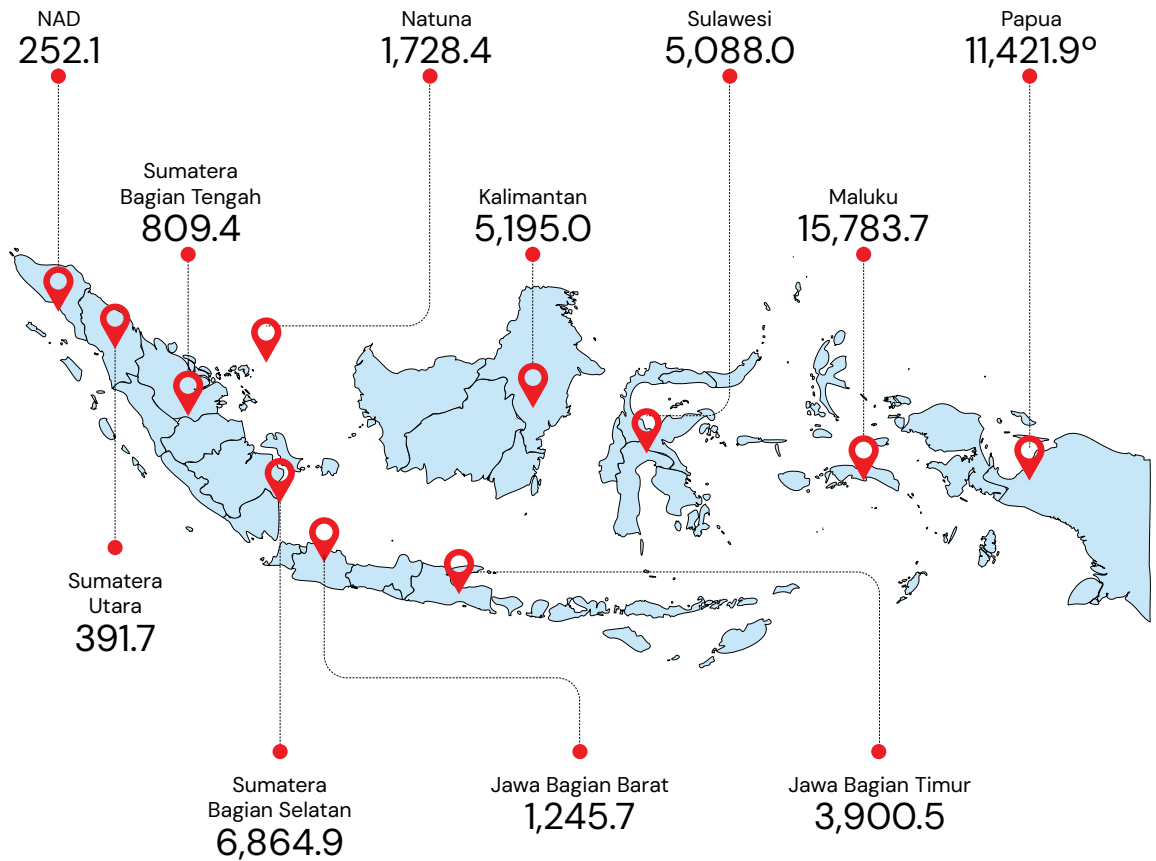 NAD
252.1
Natuna
1,728.4
Sulawesi
5,088.0
Papua
11,421.9º
Sumatera
Bagian Tengah
809.4
Kalimantan
5,195.0
Maluku
15,783.7
Sumatera
Utara
391.7
Sumatera
Bagian Selatan
6,864.9
Jawa Bagian Barat
1,245.7
Jawa Bagian Timur
3,900.5